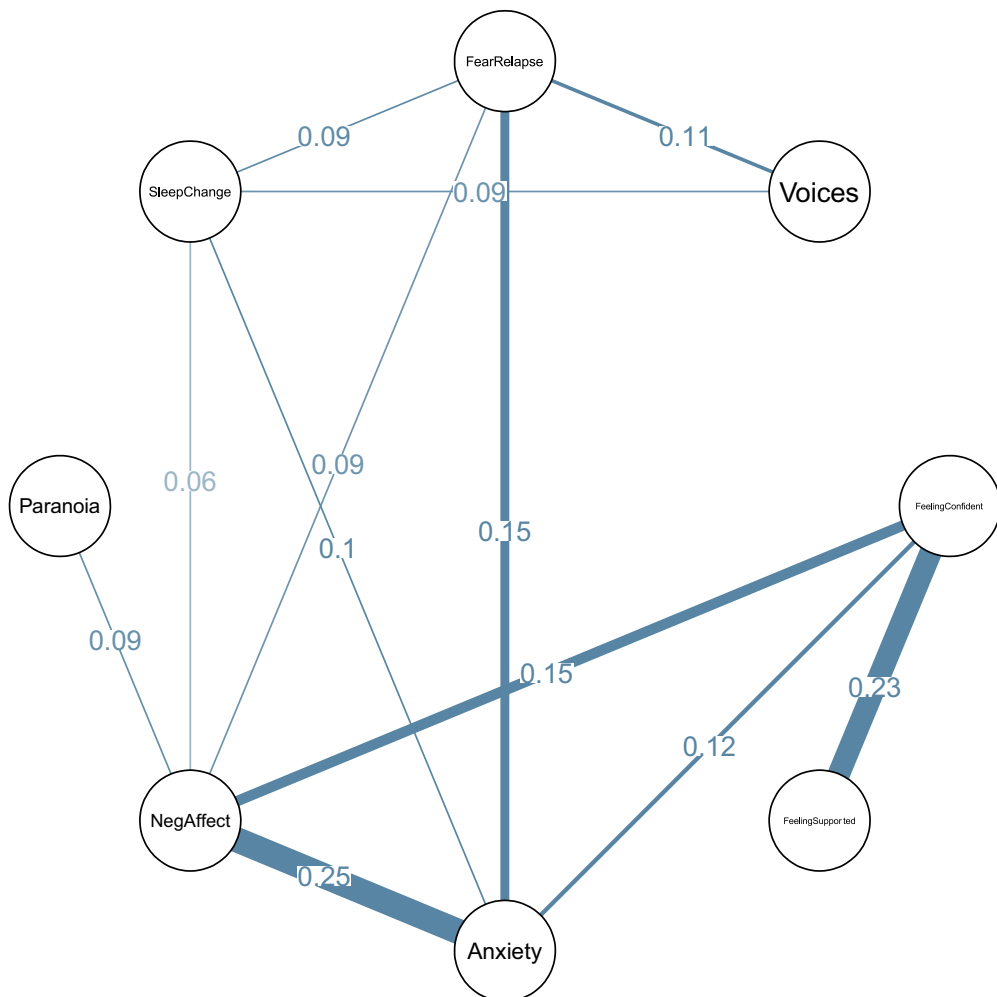 FearRelapse
0.09
0.11
SleepChange
0.09
Voices
0.09
0.06
Paranoia
0.15
FeelingConfident
0.1
0.09
0.15
0.23
0.12
NegAffect
FeelingSupported
0.25
Anxiety